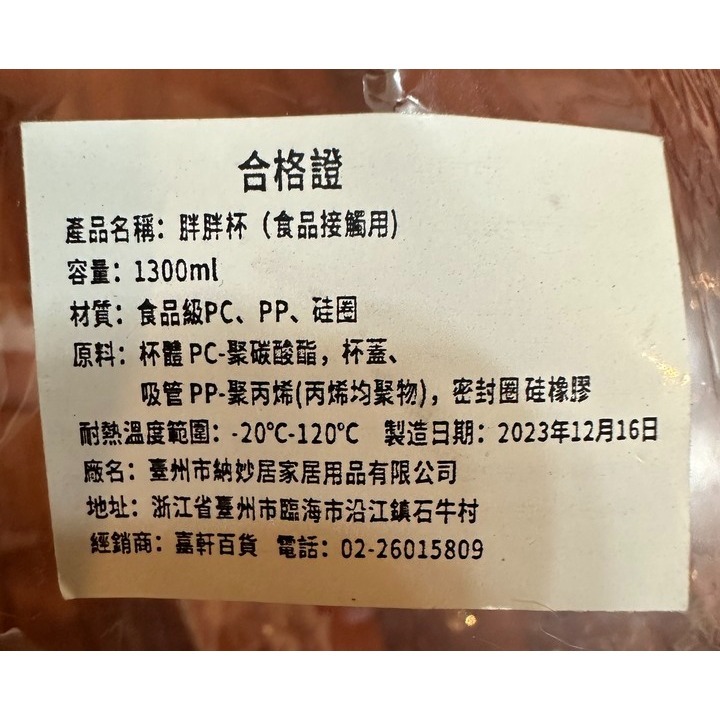 合格證
產品名稱：胖胖杯（食品接觸用）
容量：1300ml
材質：食品級PC、PP、硅圈
原料：杯體 PC-聚碳酸酯，杯蓋、
吸管 PP-聚丙烯(丙烯均聚物)，密封圈 硅橡膠
耐熱溫度範圍：-20℃-120℃ 製造日期：2023年12月16日
廠名：臺州市納妙居家居用品有限公司
地址：浙江省臺州市臨海市沿江鎮石牛村
經銷商：嘉軒百貨 電話：02-26015809